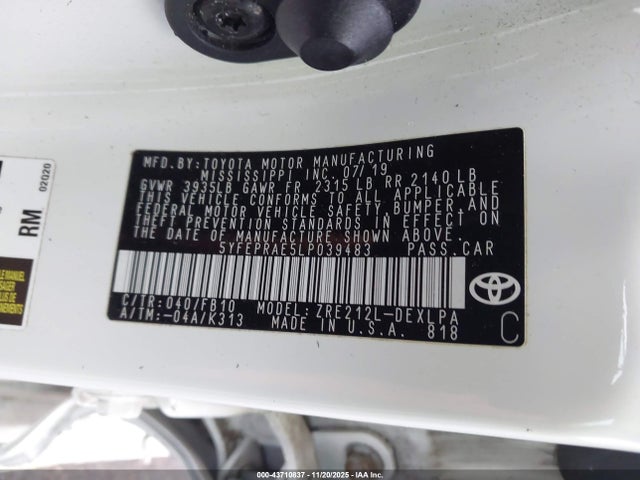 MFD.BY:TOYOTA MOTOR MANUFACTURING
MISSISSIPPI INC. 07/19
GVWR 3935LB GAWR FR 2315 LB RR 2140 LB
THIS VEHICLE CONFORMS TO ALL APPLICABLE
FEDERAL MOTOR VEHICLE SAFETY, BUMPER AND
THEFT PREVENTION STANDARDS IN EFFECT ON
THE DATE OF MANUFACTURE SHOWN ABOVE.
5YFEPRAE5LP039483 PASS.CAR
C/TR:040/FB10 MODEL:ZRE212L-DEXLPA
A/TM:-04A/K313 MADE IN U.S.A. 818
C
02020
RM
000-43710837 - 11/20/2025 - IAAI.COM